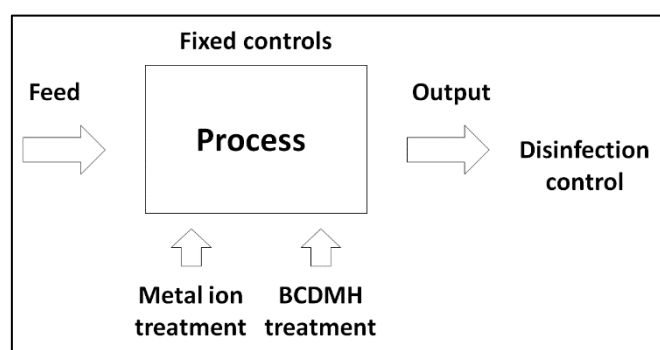 Fixed controls
Feed
Process
Output
Disinfection
control
Metal ion
treatment
BCDMH
treatment